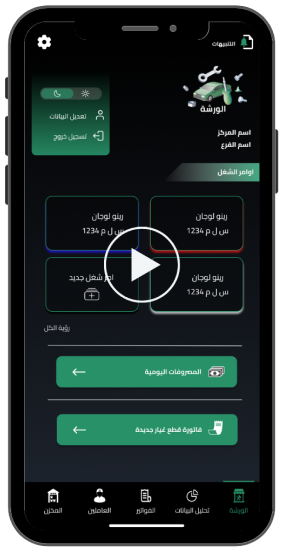 التنبيهات
الورشة
اسم المركز
اسم الفرع
تعديل البيانات
تسجيل خروج
اوامر الشغل
رينو لوجان
س ل م 1234
رينو لوجان
س ل م 1234
رينو لوجان
س ل م 1234
امر شغل جديد
رؤية الكل
المصروفات اليومية
فاتورة قطع غيار جديدة
الورشة
تحليل البيانات
الفواتير
العاملين
المخزن